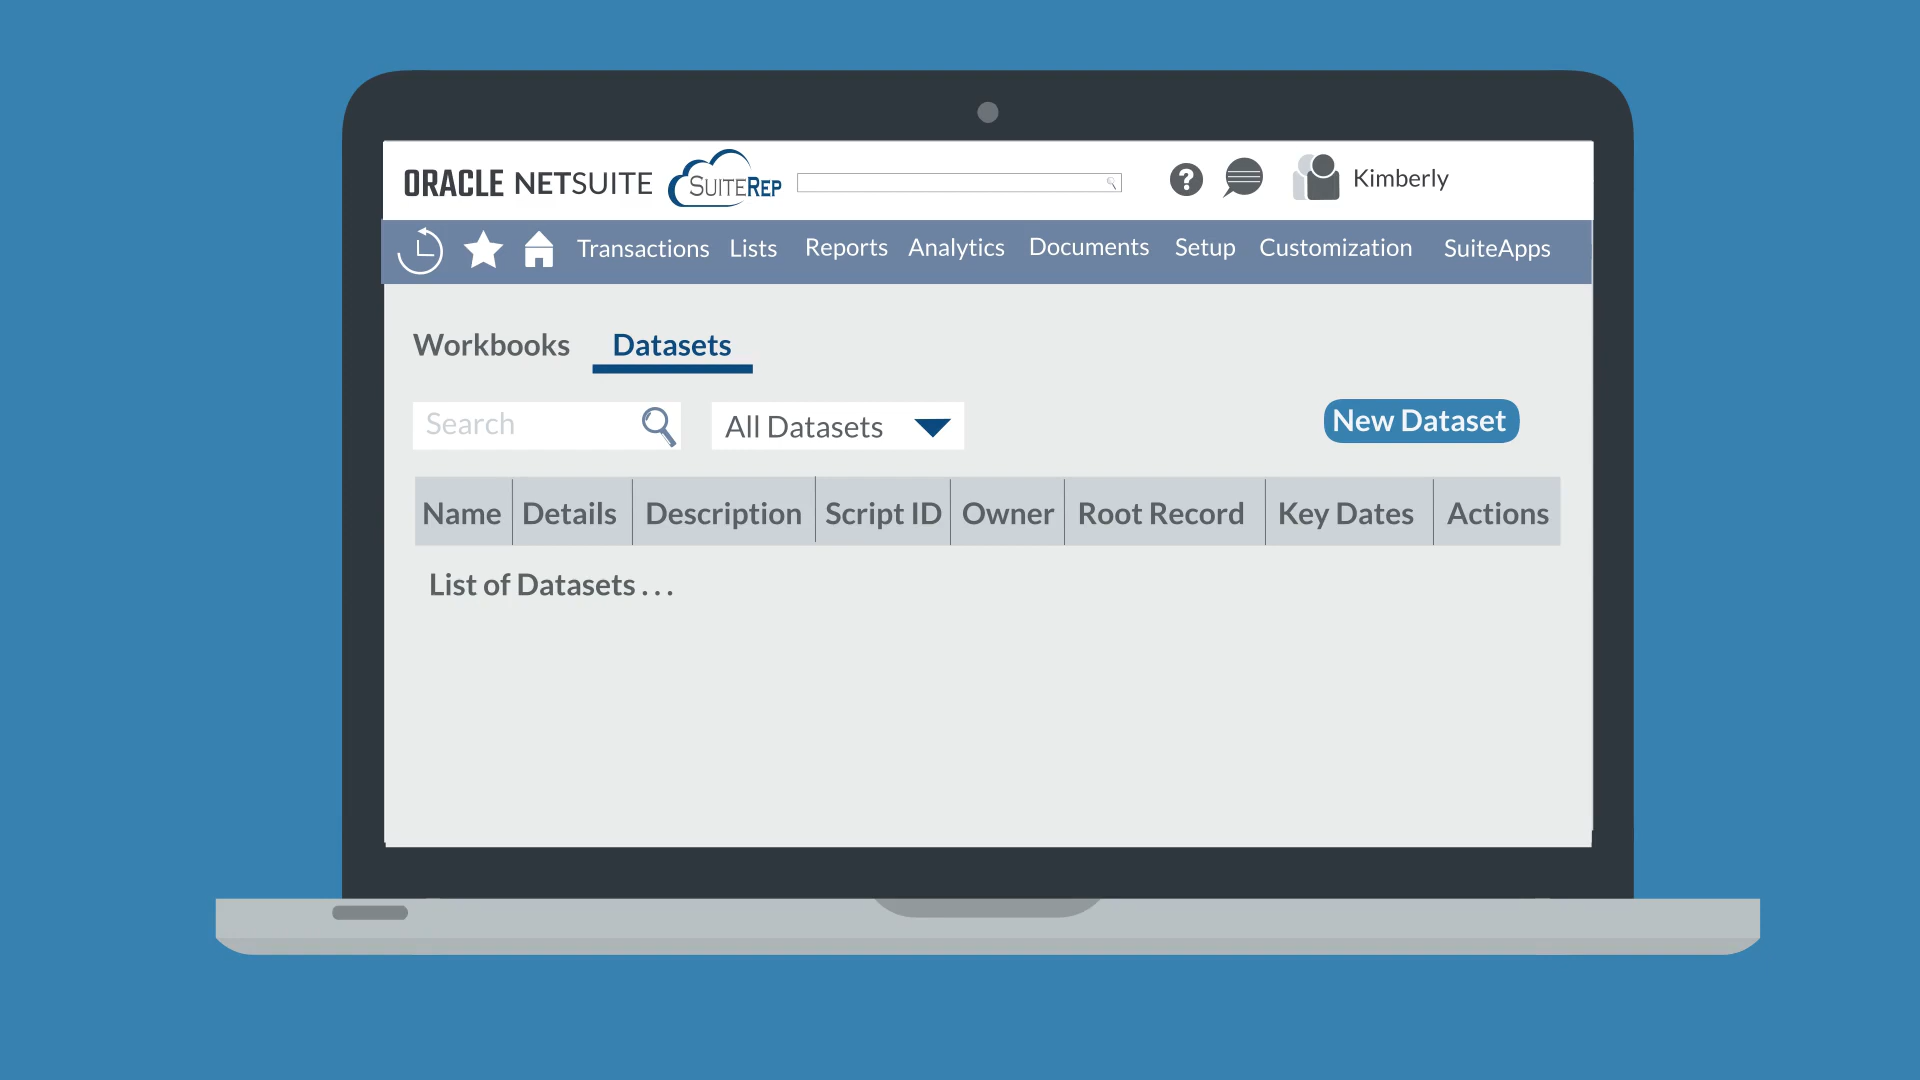 ORACLE NETSUITE SUITEREP Kimberly
Transactions Lists Reports Analytics Documents Setup Customization SuiteApps
Workbooks Datasets
Search All Datasets New Dataset
Name Details Description Script ID Owner Root Record Key Dates Actions
List of Datasets . . .